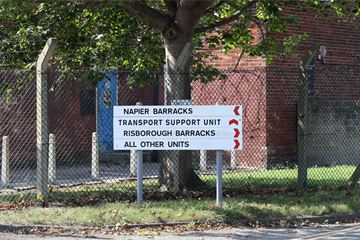 NAPIER BARRACKS
TRANSPORT SUPPORT UNIT
RISBOROUGH BARRACKS
ALL OTHER UNITS